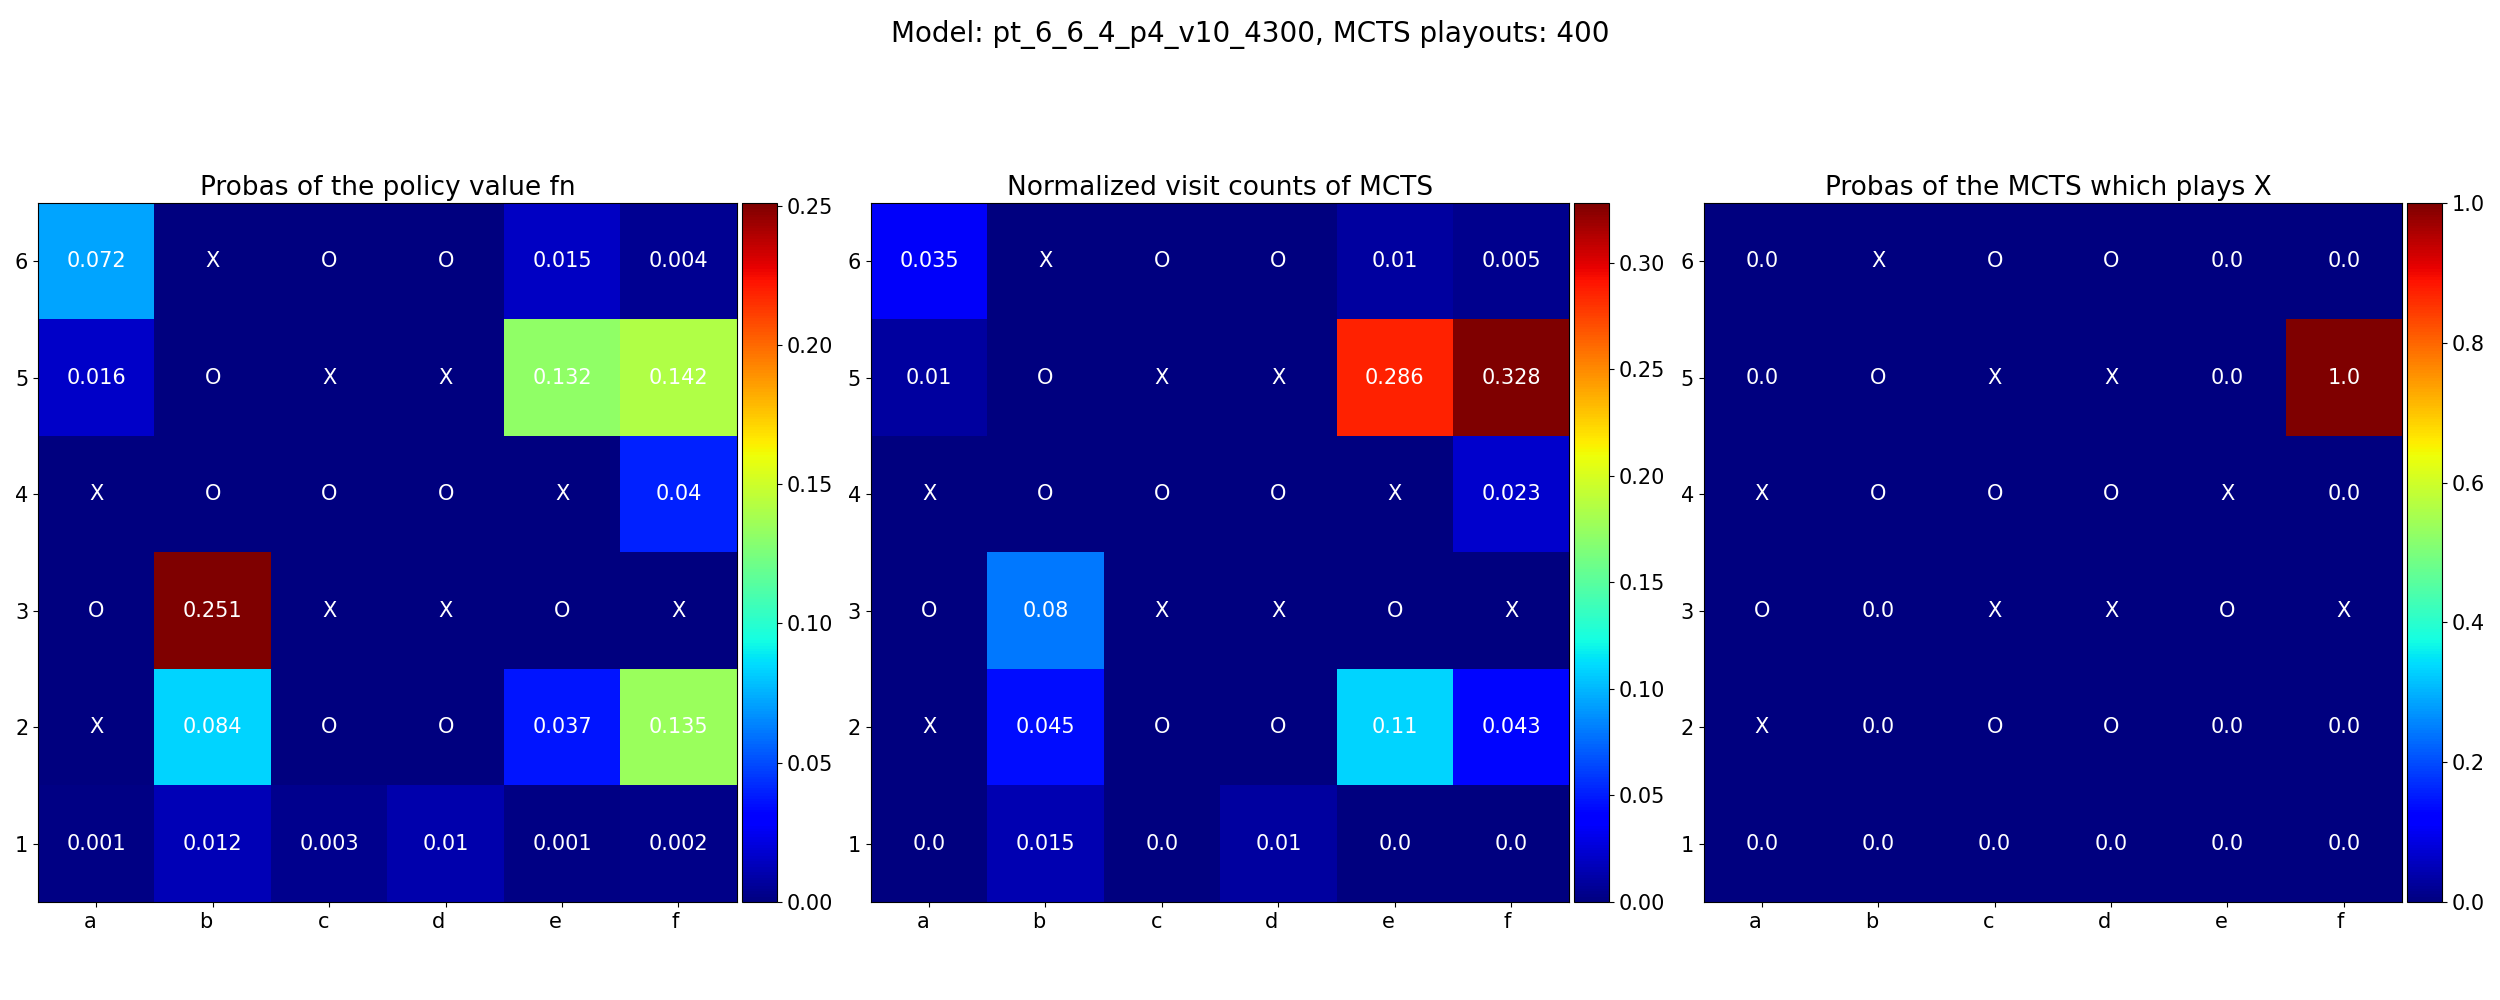 Model: pt_6_6_4_p4_v10_4300, MCTS playouts: 400
Probas of the policy value fn
6 0.072 X O O 0.015 0.004
5 0.016 O X X 0.132 0.142
4 X O O O X 0.04
3 O 0.251 X X O X
2 X 0.084 O O 0.037 0.135
1 0.001 0.012 0.003 0.01 0.001 0.002
a b c d e f
0.25
0.20
0.15
0.10
0.05
0.00
Normalized visit counts of MCTS
6 0.035 X O O 0.01 0.005
5 0.01 O X X 0.286 0.328
4 X O O O X 0.023
3 O 0.08 X X O X
2 X 0.045 O O 0.11 0.043
1 0.0 0.015 0.0 0.01 0.0 0.0
a b c d e f
0.30
0.25
0.20
0.15
0.10
0.05
0.00
Probas of the MCTS which plays X
6 0.0 X O O 0.0 0.0
5 0.0 O X X 0.0 1.0
4 X O O O X 0.0
3 O 0.0 X X O X
2 X 0.0 O O 0.0 0.0
1 0.0 0.0 0.0 0.0 0.0 0.0
a b c d e f
1.0
0.8
0.6
0.4
0.2
0.0